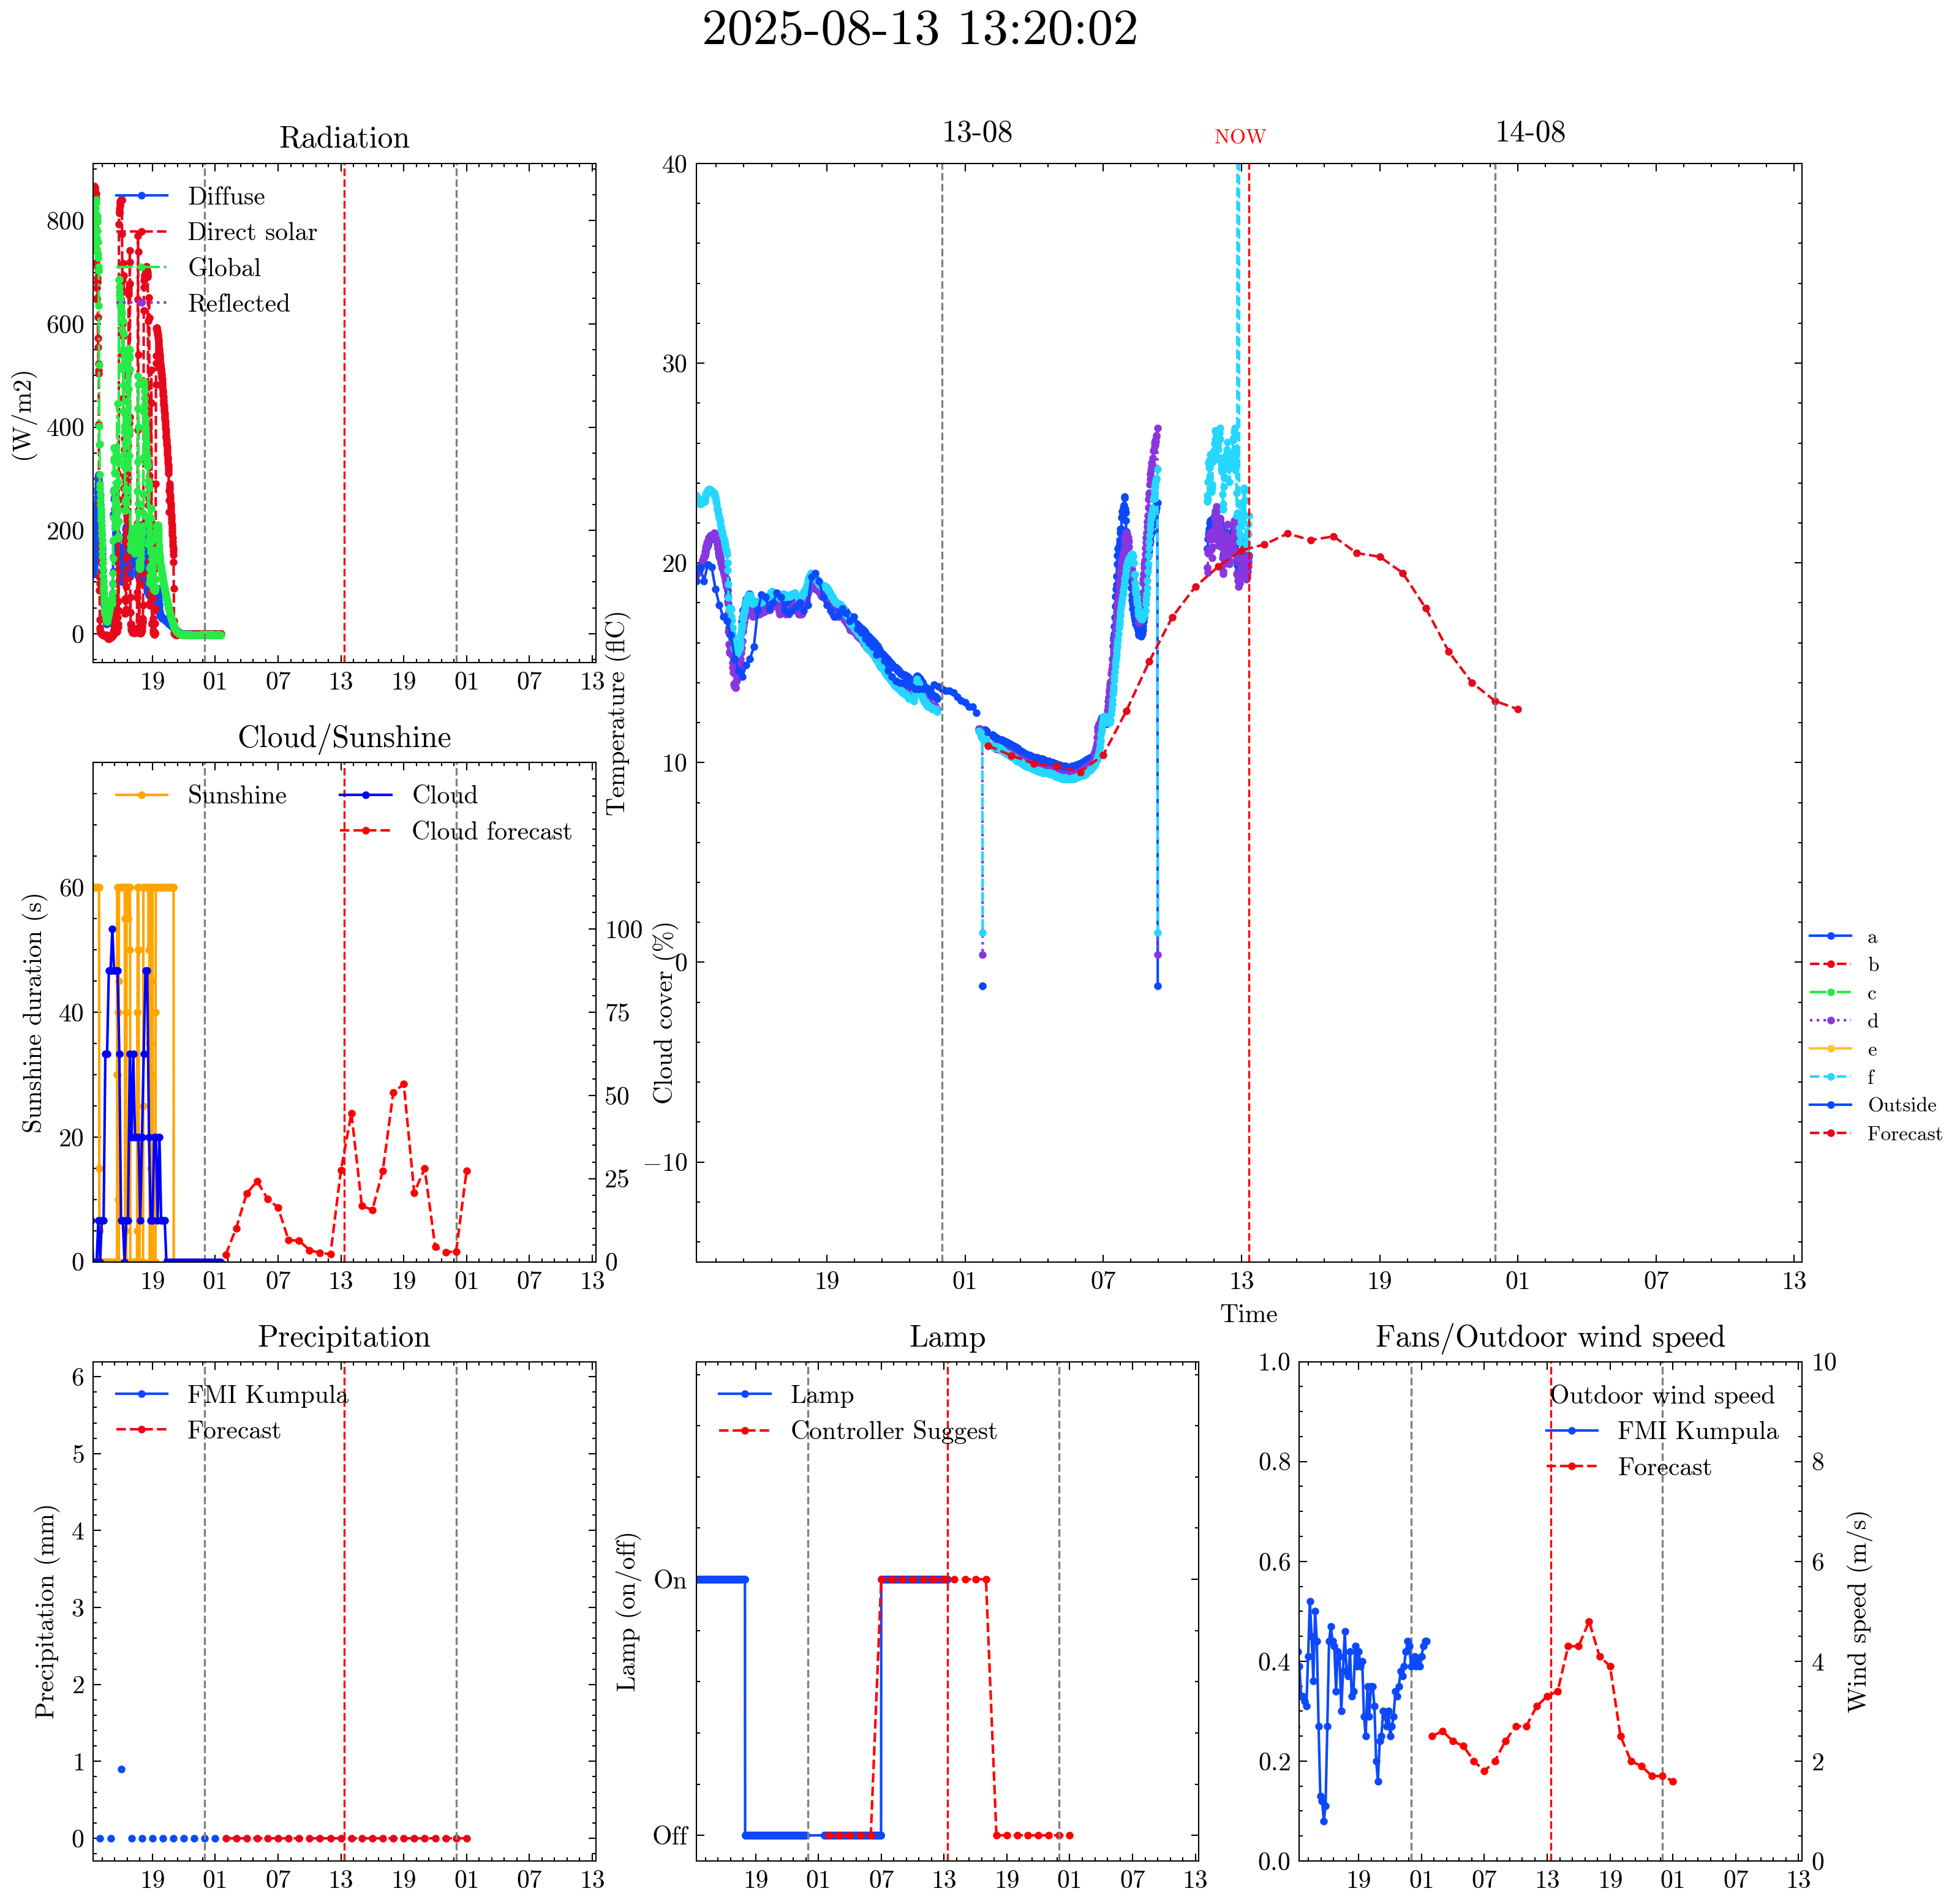 2025-08-13 13:20:02
Radiation
(W/m2)
800
600
400
200
0
Diffuse
Direct solar
Global
Reflected
19 01 07 13 19 01 07 13
Cloud/Sunshine
Sunshine duration (s)
60
40
20
0
Sunshine
Cloud
Cloud forecast
100
75
50
25
0
Cloud cover (%)
19 01 07 13 19 01 07 13
13-08
NOW
14-08
Temperature (flC)
40
30
20
10
0
−10
19 01 07 13 19 01 07 13
Time
a
b
c
d
e
f
Outside
Forecast
Precipitation
Precipitation (mm)
6
5
4
3
2
1
0
FMI Kumpula
Forecast
19 01 07 13 19 01 07 13
Lamp
Lamp (on/off)
On
Off
Lamp
Controller Suggest
19 01 07 13 19 01 07 13
Fans/Outdoor wind speed
1.0
0.8
0.6
0.4
0.2
0.0
Outdoor wind speed
FMI Kumpula
Forecast
10
8
6
4
2
0
Wind speed (m/s)
19 01 07 13 19 01 07 13